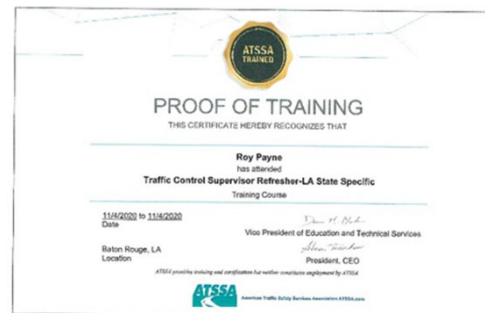 ATSSA
TRAINED
PROOF OF TRAINING
THIS CERTIFICATE HEREBY RECOGNIZES THAT
Roy Payne
has attended
Traffic Control Supervisor Refresher-LA State Specific
Training Course
11/4/2020 to 11/4/2020
Date
Vice President of Education and Technical Services
Baton Rouge, LA
Location
President, CEO
ATSSA provides training and certification but neither constitutes employment by ATSSA
ATSSA
American Traffic Safety Services Association ATSSA.com